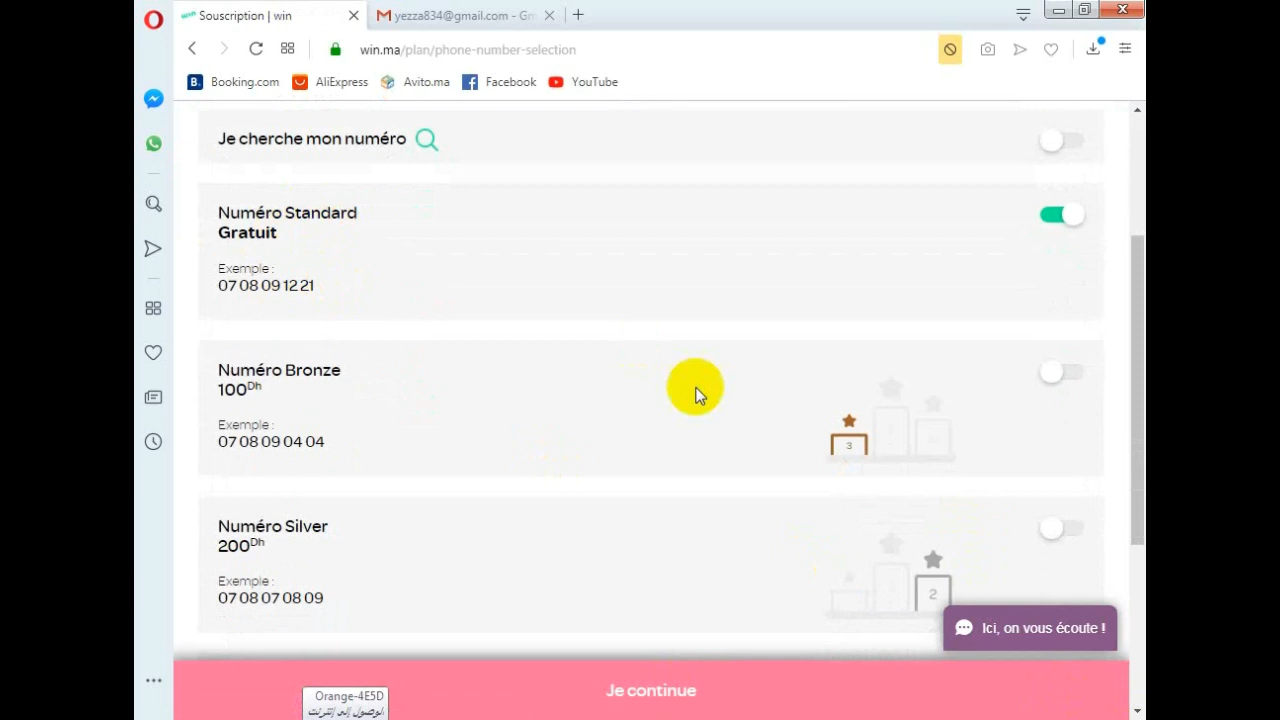 Souscription | win
yezza834@gmail.com - Gm
win.ma/plan/phone-number-selection
B. Booking.com
AliExpress
Avito.ma
Facebook
YouTube
Je cherche mon numéro
Numéro Standard
Gratuit
Exemple :
07 08 09 12 21
Numéro Bronze
100Dh
Exemple :
07 08 09 04 04
3
Numéro Silver
200Dh
Exemple :
07 08 07 08 09
2
Ici, on vous écoute !
Je continue
Orange-4E5D
الوصول إلى إنترنت